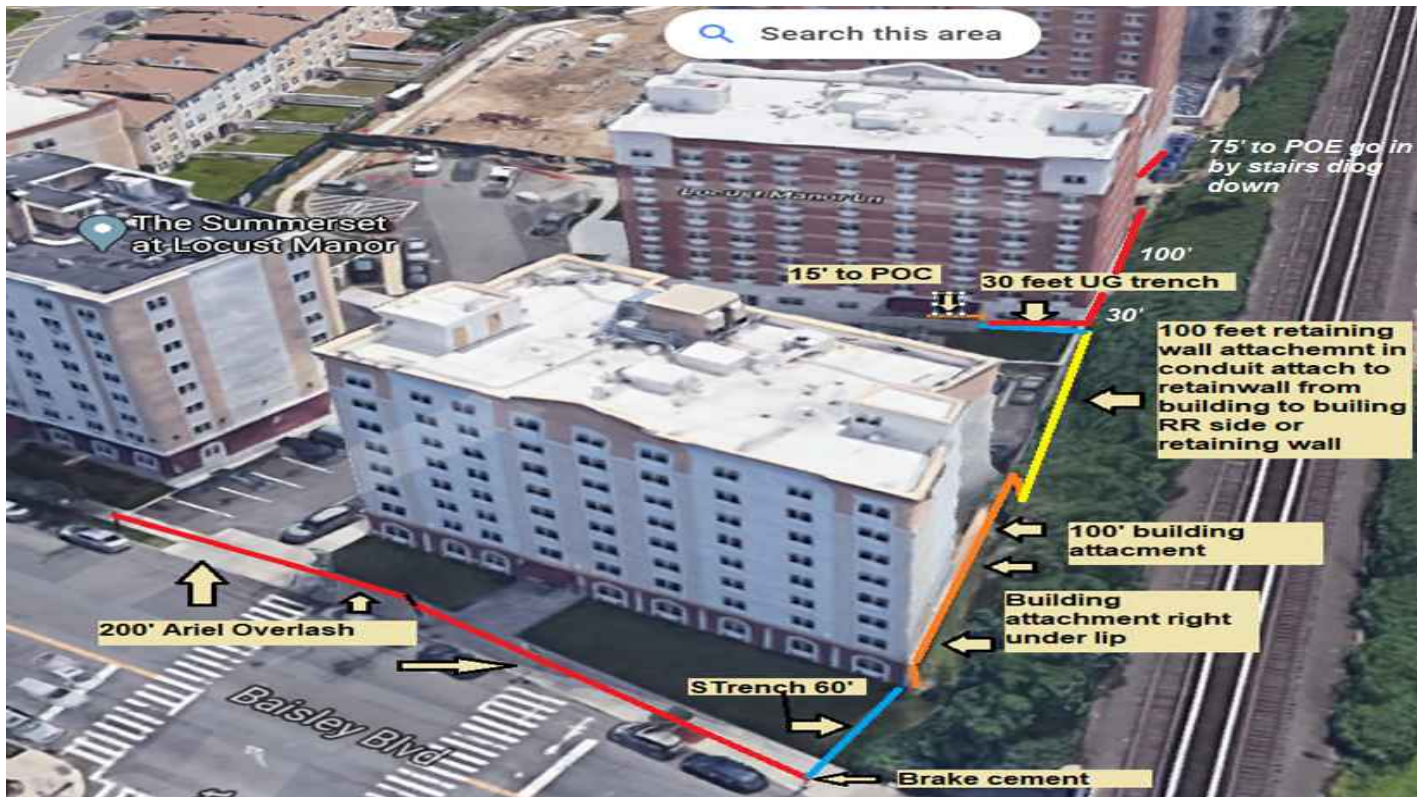 Search this area
75' to POE go in
by stairs diog
down
Locust Manor Ln
The Summerset
at Locust Manor
100'
15' to POC
30 feet UG trench
30'
100 feet retaining
wall attachemnt in
conduit attach to
retainwall from
building to builing
RR side or
retaining wall
100' building
attacment
Building
attachment right
under lip
200' Ariel Overlash
STrench 60'
Baisley Blvd
Brake cement